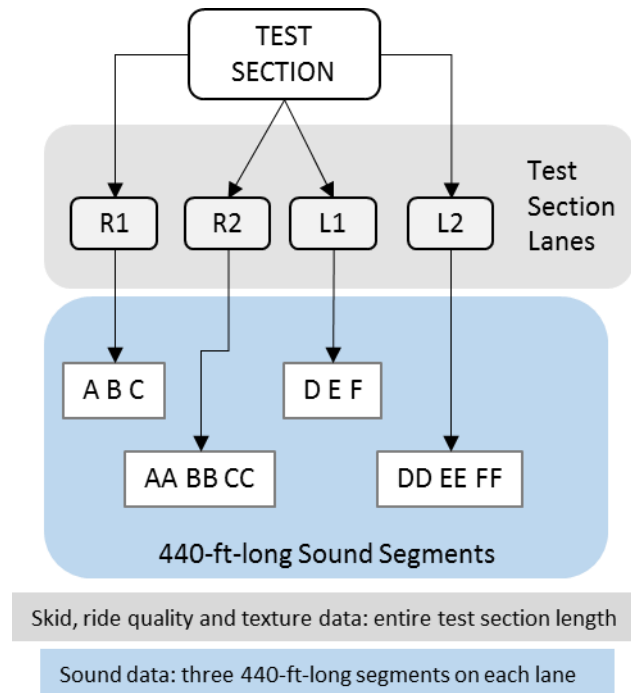 TEST
SECTION
Test
Section
Lanes
R1
R2
L1
L2
A B C
D E F
AA BB CC
DD EE FF
440-ft-long Sound Segments
Skid, ride quality and texture data: entire test section length
Sound data: three 440-ft-long segments on each lane